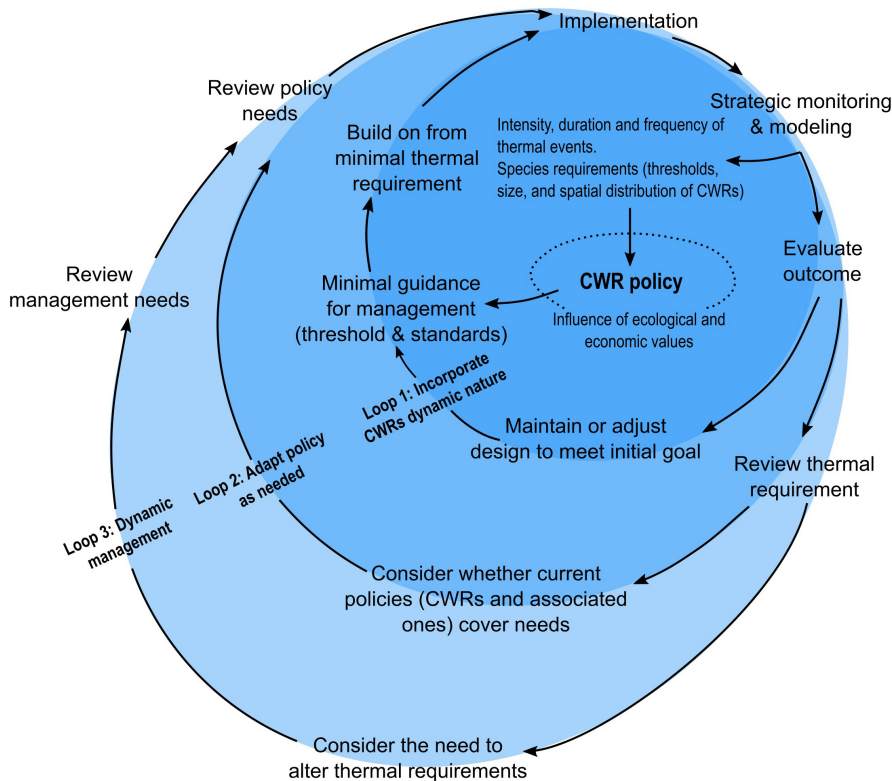 Implementation
Review policy
needs
Strategic monitoring
& modeling
Build on from
minimal thermal
requirement
Intensity, duration and frequency of
thermal events.
Species requirements (thresholds,
size, and spatial distribution of CWRs)
Evaluate
outcome
Review
management needs
Minimal guidance
for management
(threshold & standards)
CWR policy
Influence of ecological and
economic values
Loop 1: Incorporate
CWRs dynamic nature
Maintain or adjust
design to meet initial goal
Loop 2: Adapt policy
as needed
Review thermal
requirement
Loop 3: Dynamic
management
Consider whether current
policies (CWRs and associated
ones) cover needs
Consider the need to
alter thermal requirements